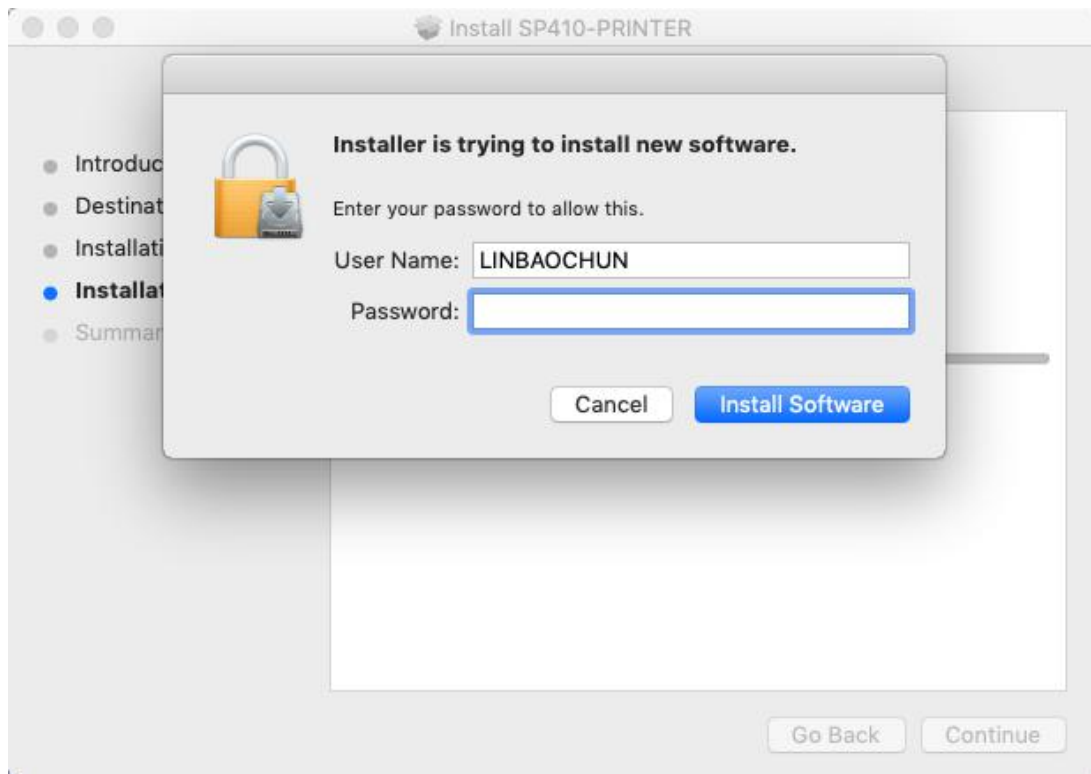 Install SP410-PRINTER
Installer is trying to install new software.
Enter your password to allow this.
User Name: LINBAOCHUN
Password:
Cancel
Install Software
Introduc
Destinat
Installati
Installat
Summar
Go Back
Continue